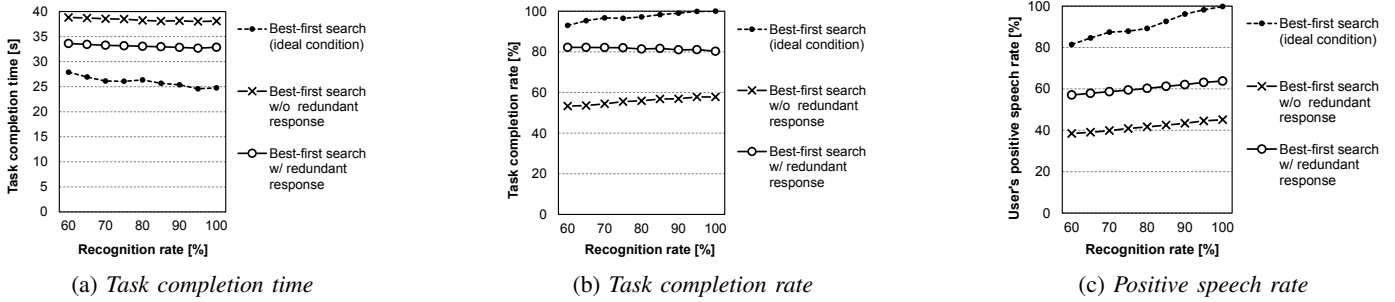 Task completion time [s]
40
35
30
25
20
15
10
5
0
60 70 80 90 100
Recognition rate [%]
Best-first search
(ideal condition)
Best-first search
w/o redundant
response
Best-first search
w/ redundant
response
(a) Task completion time
Task completion rate [%]
100
80
60
40
20
0
60 70 80 90 100
Recognition rate [%]
Best-first search
(ideal condition)
Best-first search
w/o redundant
response
Best-first search
w/ redundant
response
(b) Task completion rate
User's positive speech rate [%]
100
80
60
40
20
0
60 70 80 90 100
Recognition rate [%]
Best-first search
(ideal condition)
Best-first search
w/o redundant
response
Best-first search
w/ redundant
response
(c) Positive speech rate